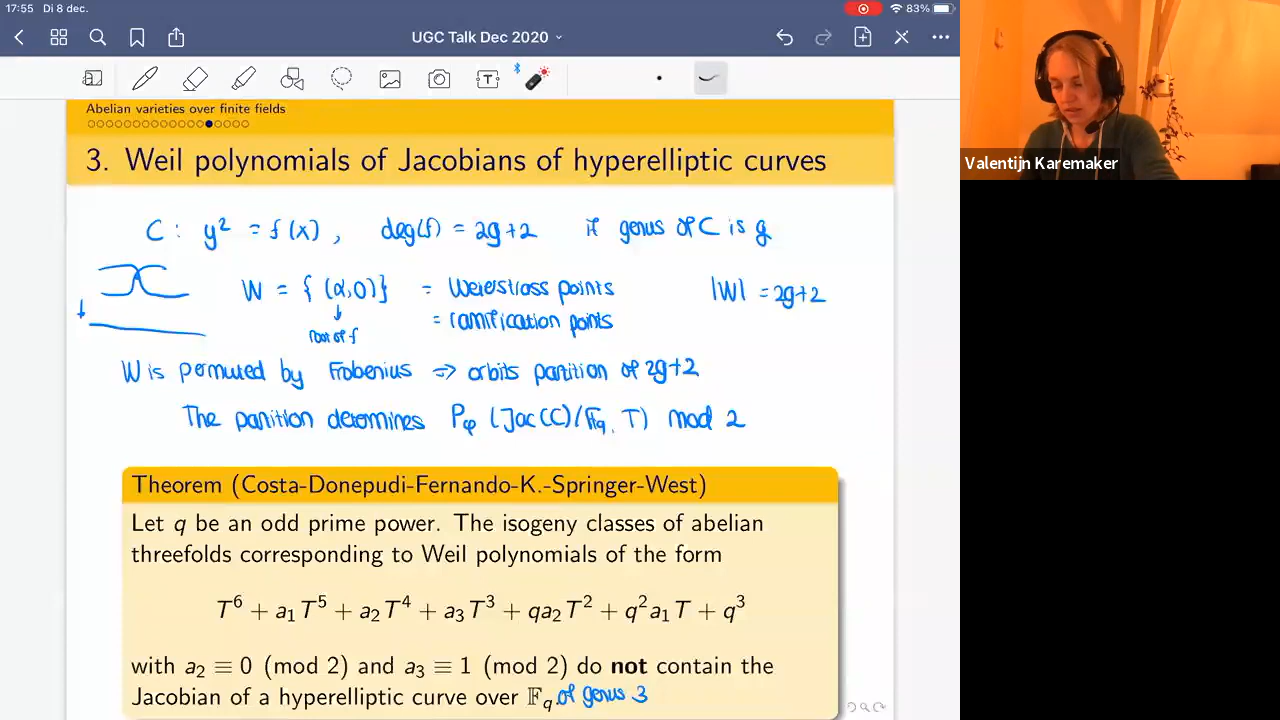 17:55 Di 8 dec.
83%
UGC Talk Dec 2020
Abelian varieties over finite fields
3. Weil polynomials of Jacobians of hyperelliptic curves
C : y² = f(x) , deg(f) = 2g+2 if genus of C is g
W = { (α,0) } = Weierstrass points |W| = 2g+2
↓ root of f = ramification points
W is permuted by Frobenius => orbits partition of 2g+2
The partition determines P_φ (Jac(C)/F_q, T) mod 2
Theorem (Costa-Donepudi-Fernando-K.-Springer-West)
Let q be an odd prime power. The isogeny classes of abelian
threefolds corresponding to Weil polynomials of the form
T⁶ + a₁T⁵ + a₂T⁴ + a₃T³ + qa₂T² + q²a₁T + q³
with a₂ ≡ 0 (mod 2) and a₃ ≡ 1 (mod 2) do not contain the
Jacobian of a hyperelliptic curve over 𝔽_q. of genus 3
Valentijn Karemaker